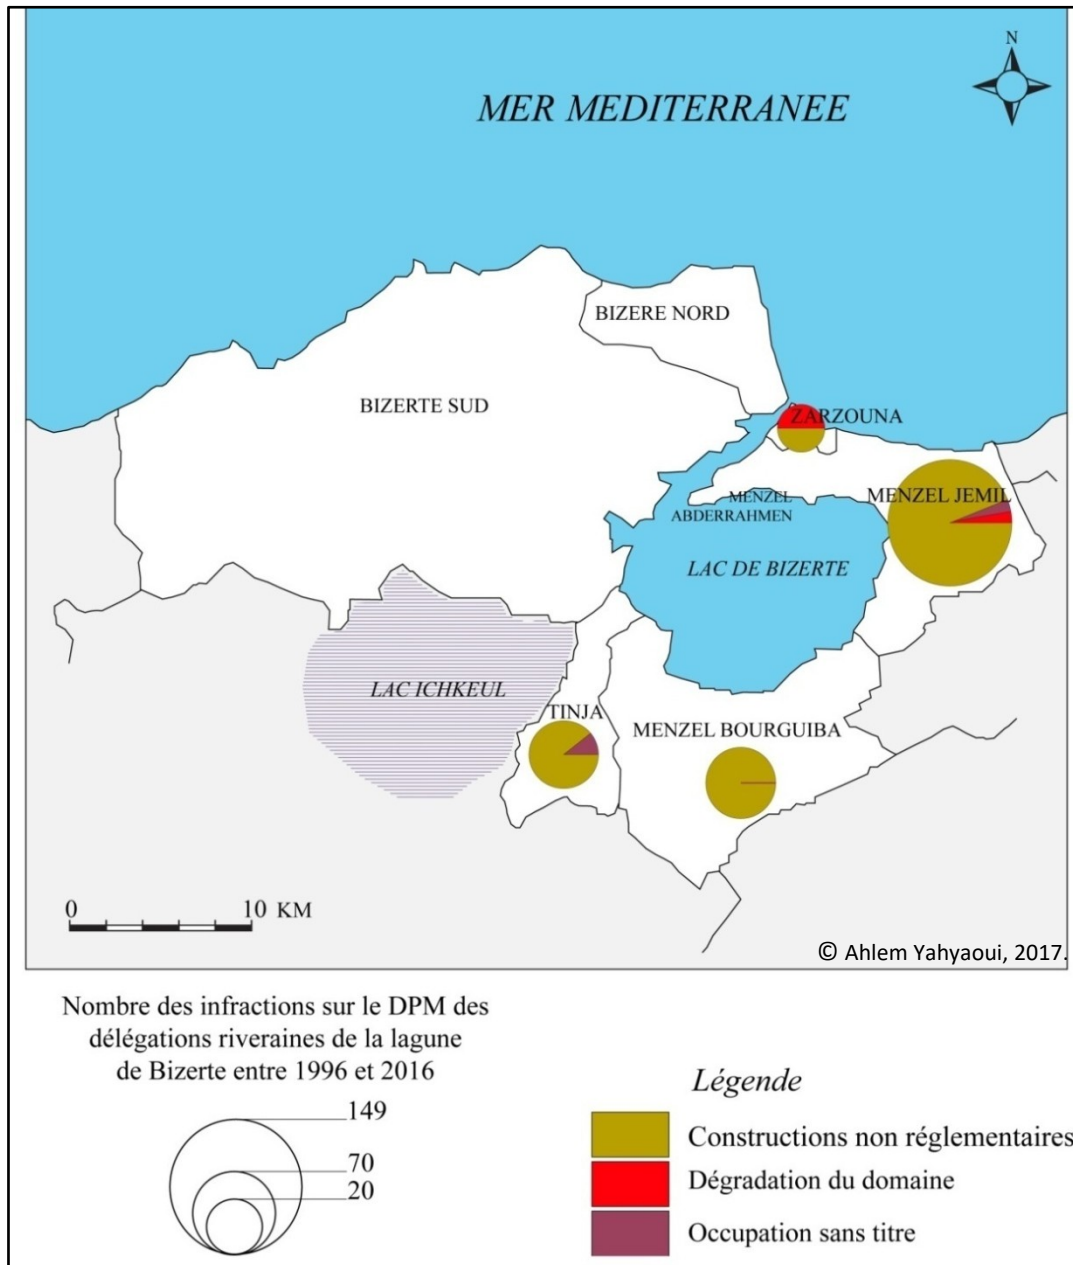 N
MER MEDITERRANEE
BIZERE NORD
BIZERTE SUD
ZARZOUNA
MENZEL JEMIL
MENZEL
ABDERRAHMEN
LAC DE BIZERTE
LAC ICHKEUL
TINJA
MENZEL BOURGUIBA
0 10 KM
© Ahlem Yahyaoui, 2017.
Nombre des infractions sur le DPM des
délégations riveraines de la lagune
de Bizerte entre 1996 et 2016
149
70
20
Légende
Constructions non réglementaires
Dégradation du domaine
Occupation sans titre